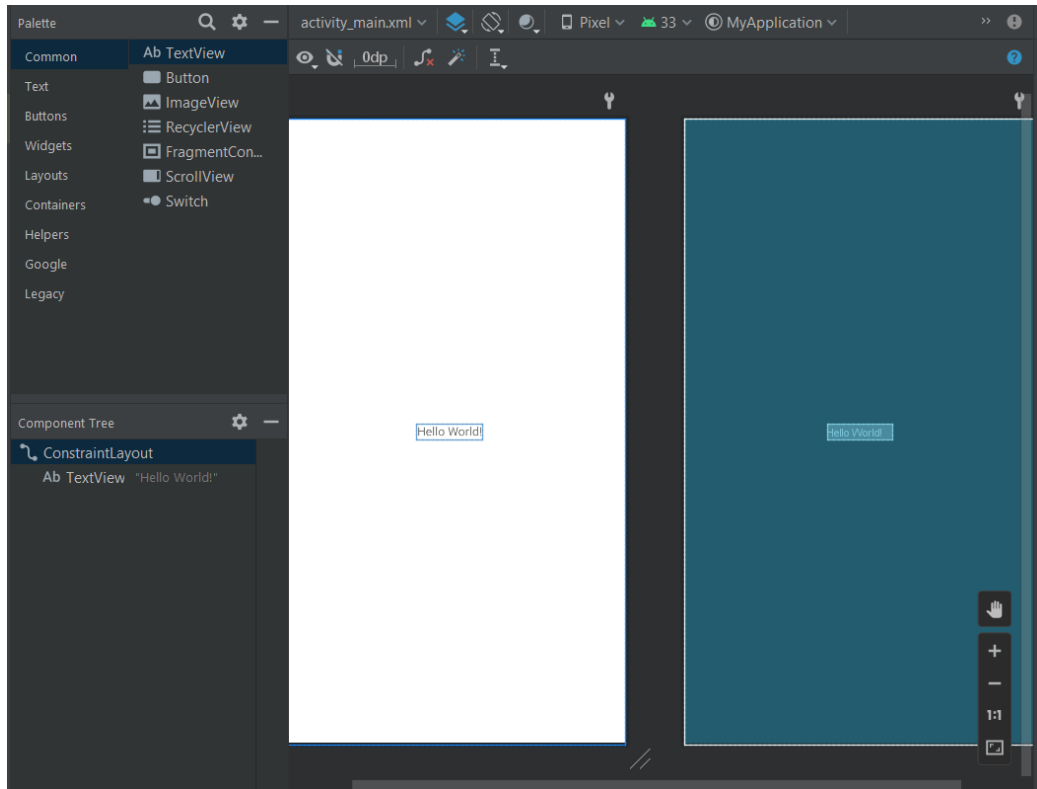 Palette
activity_main.xml Pixel 33 MyApplication >>
Common
Text
Buttons
Widgets
Layouts
Containers
Helpers
Google
Legacy
Ab TextView
Button
ImageView
RecyclerView
FragmentCon...
ScrollView
Switch
0dp
?
Component Tree
ConstraintLayout
Ab TextView "Hello World!"
Hello World!
Hello World!
1:1